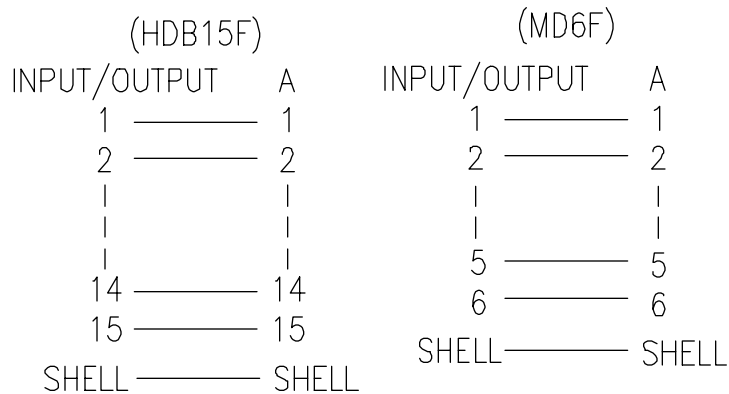 (HDB15F)
INPUT/OUTPUT A
1 1
2 2
14 14
15 15
SHELL SHELL
(MD6F)
INPUT/OUTPUT A
1 1
2 2
5 5
6 6
SHELL SHELL